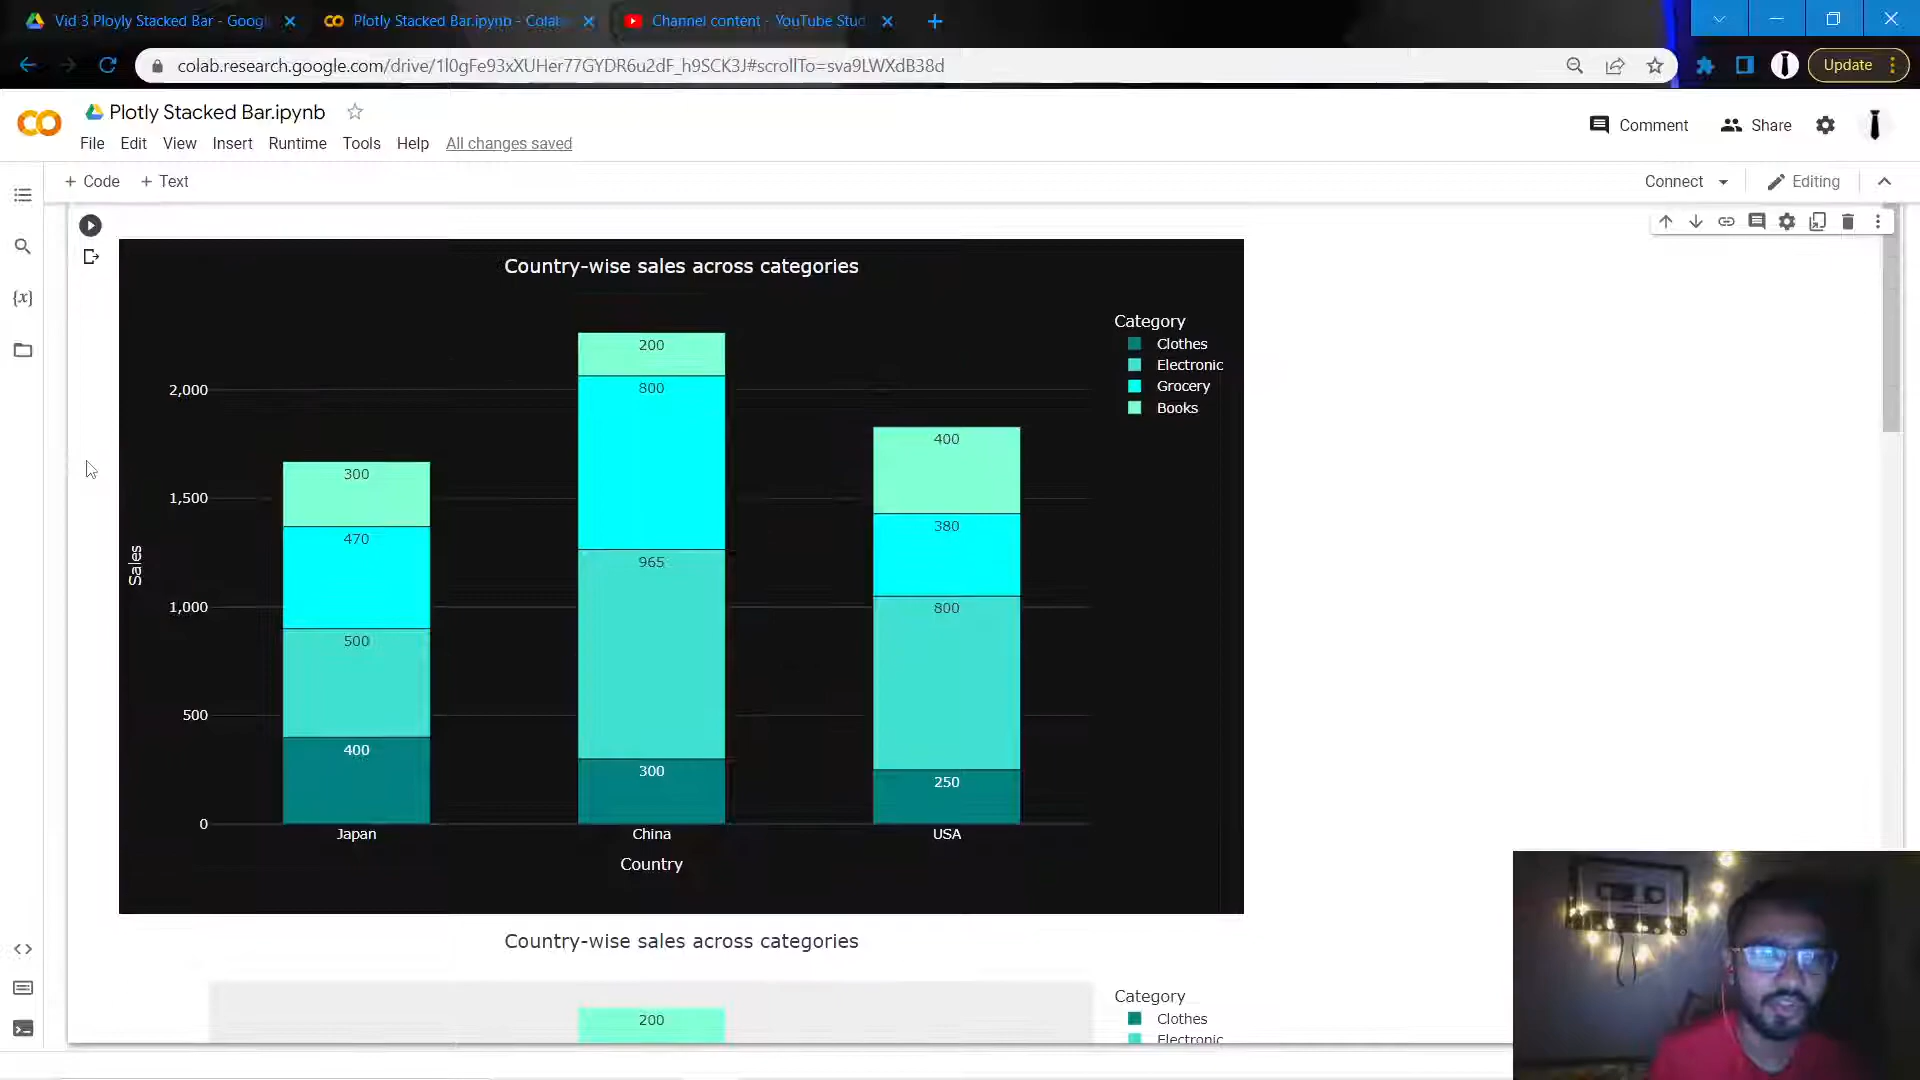 Vid 3 Ployly Stacked Bar - Googl
Plotly Stacked Bar.ipynb - Colab
Channel content - YouTube Stud
colab.research.google.com/drive/1l0gFe93xXUHer77GYDR6u2dF_h9SCK3J#scrollTo=sva9LWXdB38d
Update
Plotly Stacked Bar.ipynb
Comment
Share
File Edit View Insert Runtime Tools Help All changes saved
+ Code + Text
Connect
Editing
{x}
Country-wise sales across categories
Category
Clothes
Electronic
Grocery
Books
2,000
1,500
1,000
500
0
Sales
300
470
500
400
200
800
965
300
400
380
800
250
Japan
China
USA
Country
Country-wise sales across categories
200
Category
Clothes
Electronic